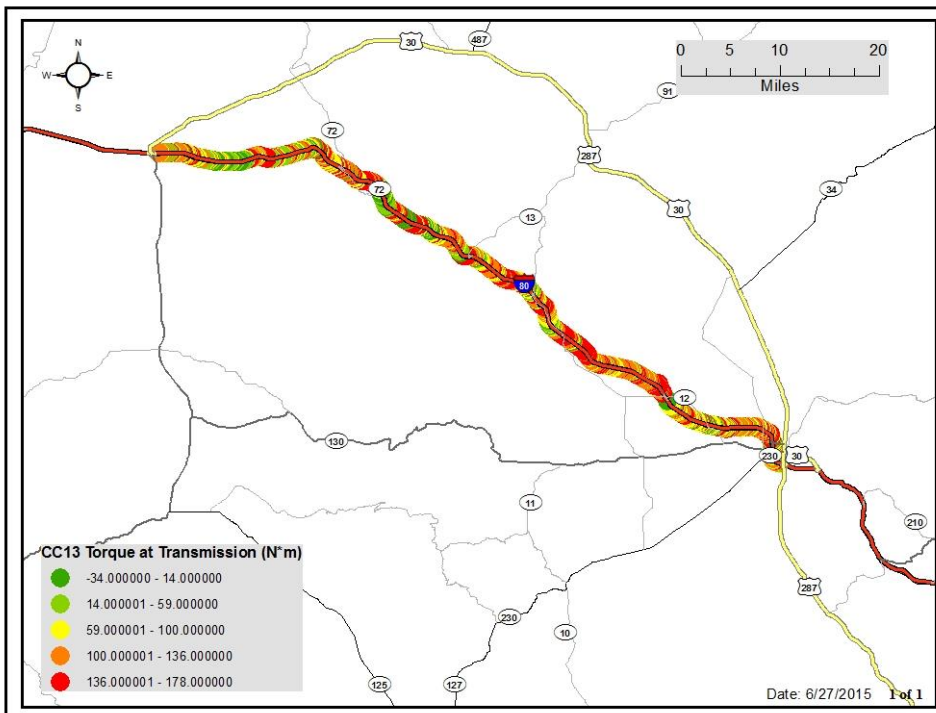 N
W E
S
30
487
0 5 10 20
Miles
91
72
287
72
34
30
13
80
12
130
230
30
11
210
CC13 Torque at Transmission (N*m)
-34.000000 - 14.000000
14.000001 - 59.000000
59.000001 - 100.000000
100.000001 - 136.000000
136.000001 - 178.000000
287
230
10
125
127
Date: 6/27/2015 1 of 1